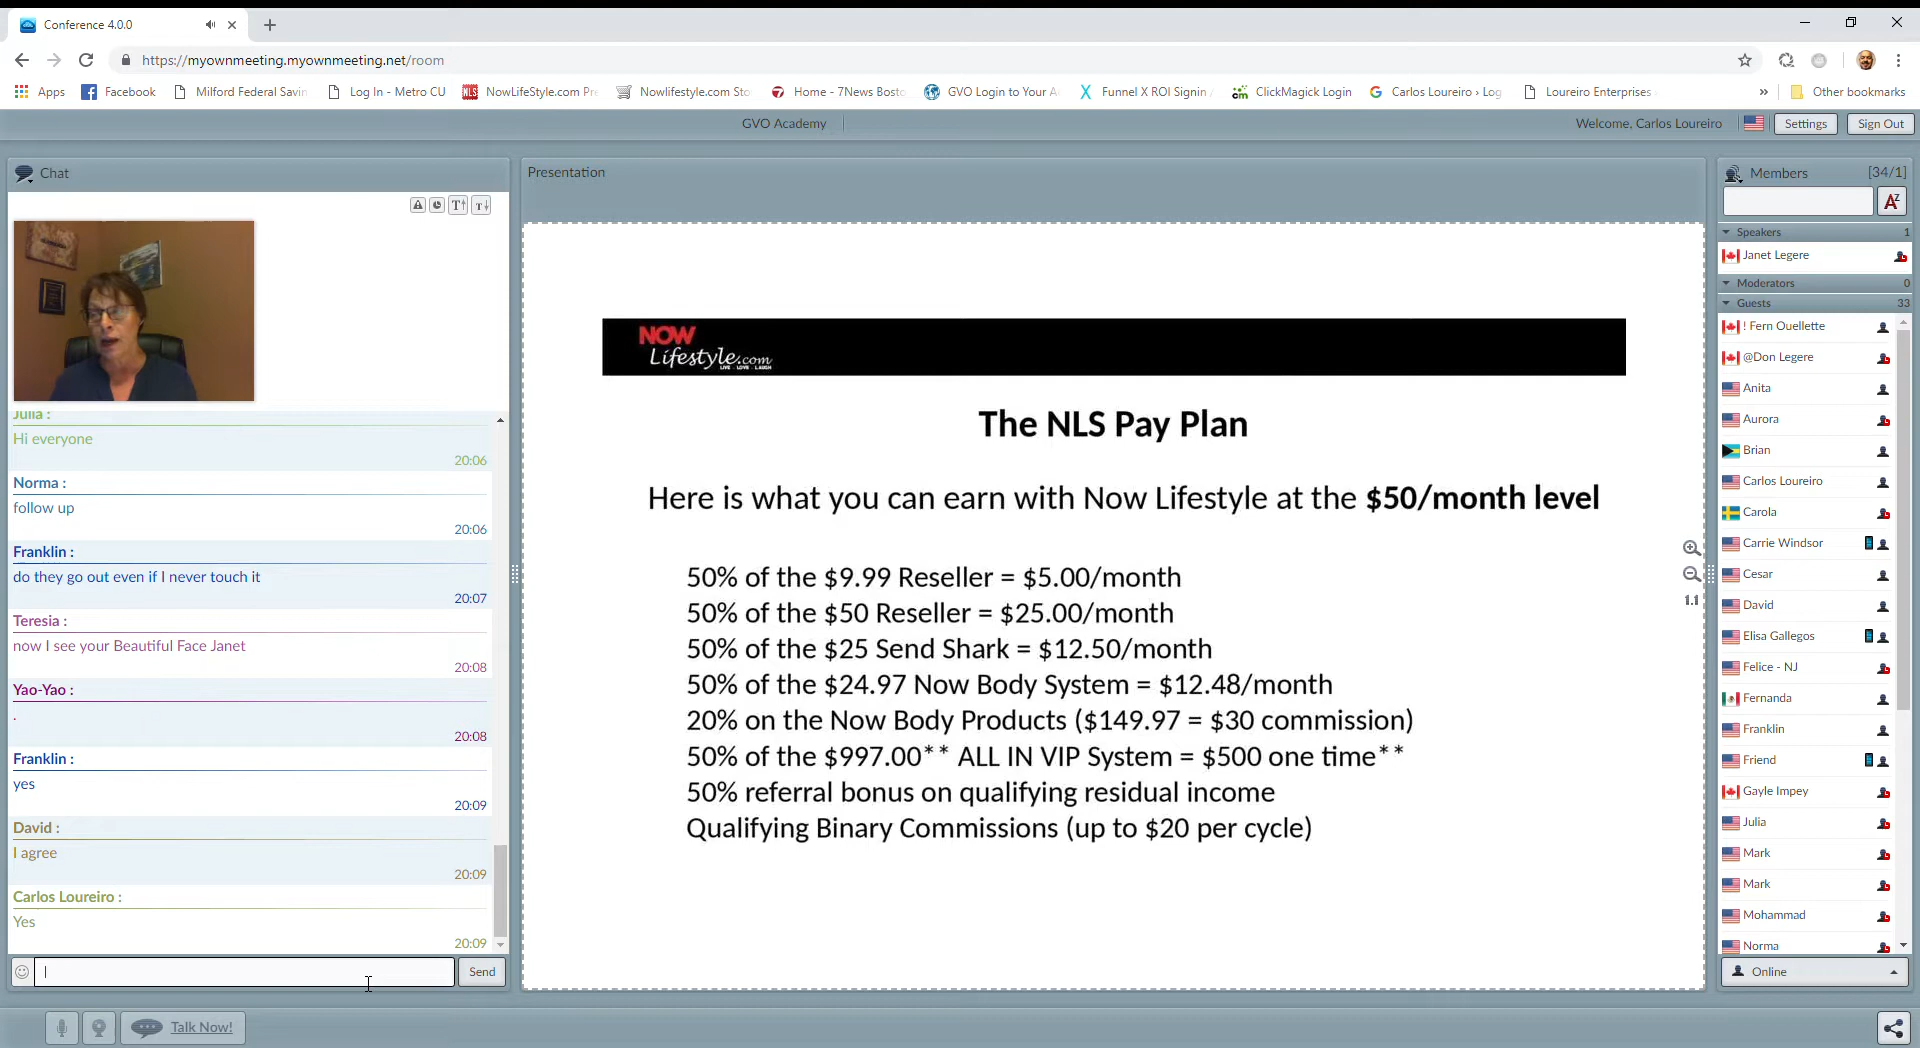 Conference 4.0.0
https://myownmeeting.myownmeeting.net/room
Apps
Facebook
Milford Federal Savin
Log In - Metro CU
NLS
NowLifeStyle.com Pre
Nowlifestyle.com Sto
Home - 7News Bosto
GVO Login to Your A
Funnel X ROI Signin
cm
ClickMagick Login
Carlos Loureiro › Log
Loureiro Enterprises
»
Other bookmarks
GVO Academy
Welcome, Carlos Loureiro
Settings
Sign Out
Chat
Julia :
Hi everyone
20:06
Norma :
follow up
20:06
Franklin :
do they go out even if I never touch it
20:07
Teresia :
now I see your Beautiful Face Janet
20:08
Yao-Yao :
.
20:08
Franklin :
yes
20:09
David :
I agree
20:09
Carlos Loureiro :
Yes
20:09
Send
Talk Now!
Presentation
NOW
Lifestyle.com
LIVE . LOVE . LAUGH
The NLS Pay Plan
Here is what you can earn with Now Lifestyle at the $50/month level
50% of the $9.99 Reseller = $5.00/month
50% of the $50 Reseller = $25.00/month
50% of the $25 Send Shark = $12.50/month
50% of the $24.97 Now Body System = $12.48/month
20% on the Now Body Products ($149.97 = $30 commission)
50% of the $997.00** ALL IN VIP System = $500 one time**
50% referral bonus on qualifying residual income
Qualifying Binary Commissions (up to $20 per cycle)
1.1
Members
[34/1]
AZ
Speakers
1
Janet Legere
Moderators
0
Guests
33
! Fern Ouellette
@Don Legere
Anita
Aurora
Brian
Carlos Loureiro
Carola
Carrie Windsor
Cesar
David
Elisa Gallegos
Felice - NJ
Fernanda
Franklin
Friend
Gayle Impey
Julia
Mark
Mark
Mohammad
Norma
Online